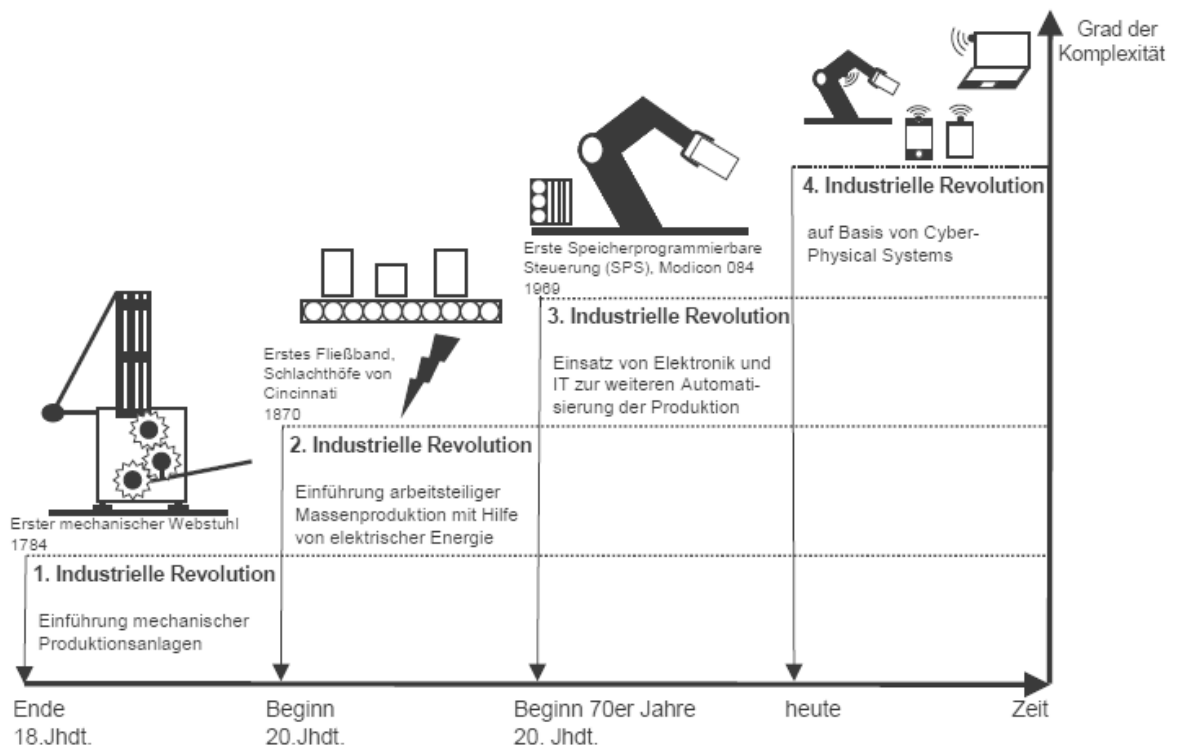 Grad der
Komplexität
4. Industrielle Revolution
auf Basis von Cyber-
Physical Systems
Erste Speicherprogrammierbare
Steuerung (SPS), Modicon 084
1969
3. Industrielle Revolution
Einsatz von Elektronik und
IT zur weiteren Automati-
sierung der Produktion
Erstes Fließband,
Schlachthöfe von
Cincinnati
1870
2. Industrielle Revolution
Einführung arbeitsteiliger
Massenproduktion mit Hilfe
von elektrischer Energie
Erster mechanischer Webstuhl
1784
1. Industrielle Revolution
Einführung mechanischer
Produktionsanlagen
Ende
18.Jhdt.
Beginn
20.Jhdt.
Beginn 70er Jahre
20. Jhdt.
heute
Zeit